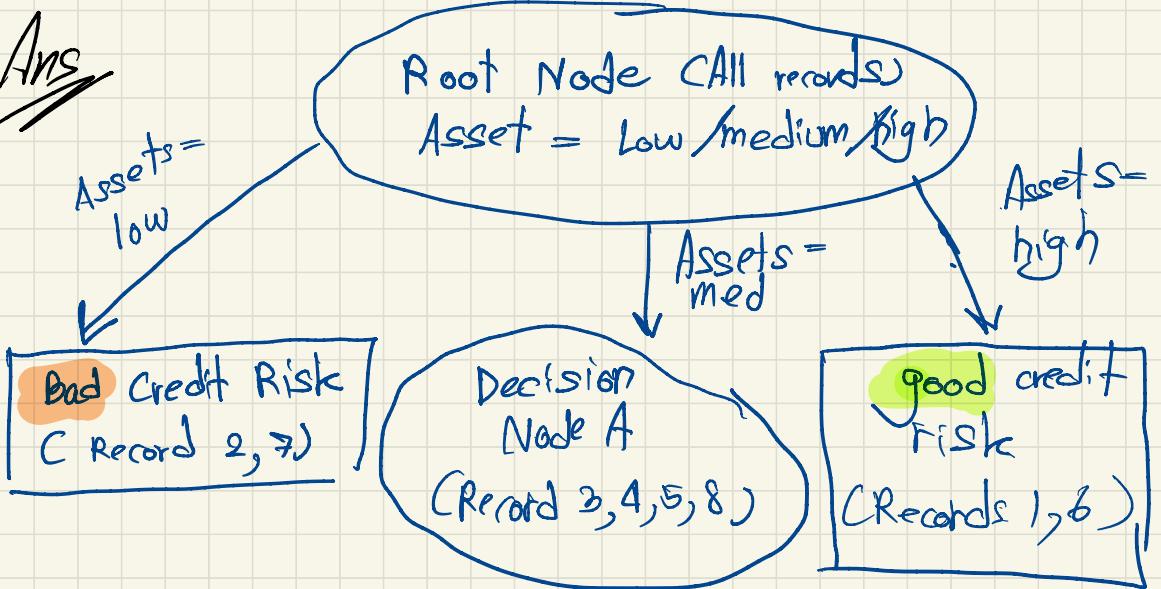 Ans
Root Node (All records)
Asset = Low/medium/high
Assets=
low
Assets=
med
Assets=
high
Bad Credit Risk
(Record 2,7)
Decision
Node A
(Record 3,4,5,8)
good credit
risk
(Records 1,6)